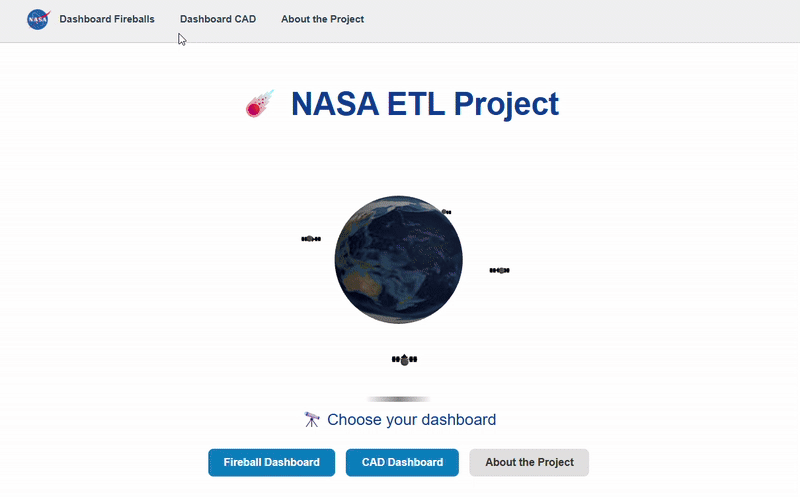 NASA Dashboard Fireballs Dashboard CAD About the Project
NASA ETL Project
Choose your dashboard
Fireball Dashboard CAD Dashboard About the Project